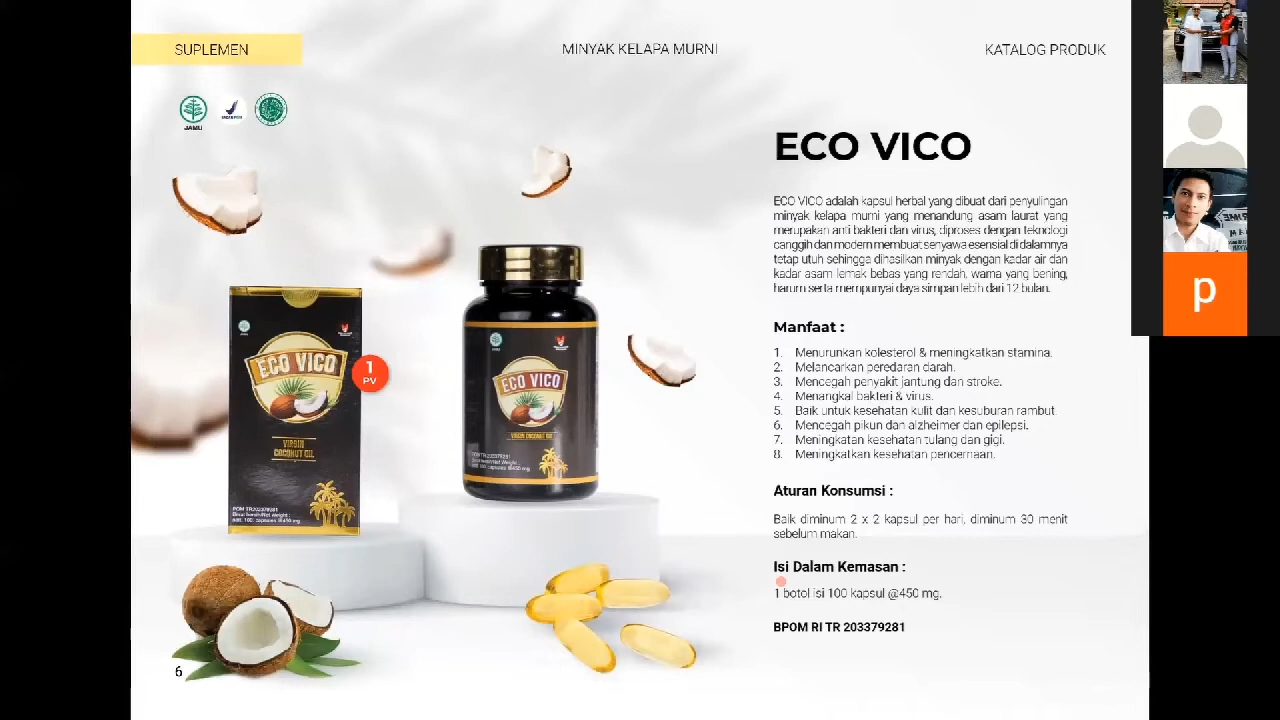 SUPLEMEN
MINYAK KELAPA MURNI
KATALOG PRODUK
JAMU
ECO VICO
ECO VICO adalah kapsul herbal yang dibuat dari penyulingan
minyak kelapa murni yang menandung asam laurat yang
merupakan anti bakteri dan virus, diproses dengan teknologi
canggih dan modern membuat senyawa esensial di dalamnya
tetap utuh sehingga dihasilkan minyak dengan kadar air dan
kadar asam lemak bebas yang rendah, warna yang bening,
harum serta mempunyai daya simpan lebih dari 12 bulan.
Manfaat :
1. Menurunkan kolesterol & meningkatkan stamina.
2. Melancarkan peredaran darah.
3. Mencegah penyakit jantung dan stroke.
4. Menangkal bakteri & virus.
5. Baik untuk kesehatan kulit dan kesuburan rambut.
6. Mencegah pikun dan alzheimer dan epilepsi.
7. Meningkatan kesehatan tulang dan gigi.
8. Meningkatkan kesehatan pencernaan.
Aturan Konsumsi :
Baik diminum 2 x 2 kapsul per hari, diminum 30 menit
sebelum makan.
Isi Dalam Kemasan :
1 botol isi 100 kapsul @450 mg.
BPOM RI TR 203379281
ECO VICO
VIRGIN
COCONUT OIL
1
PV
ECO VICO
VIRGIN COCONUT OIL
6
p